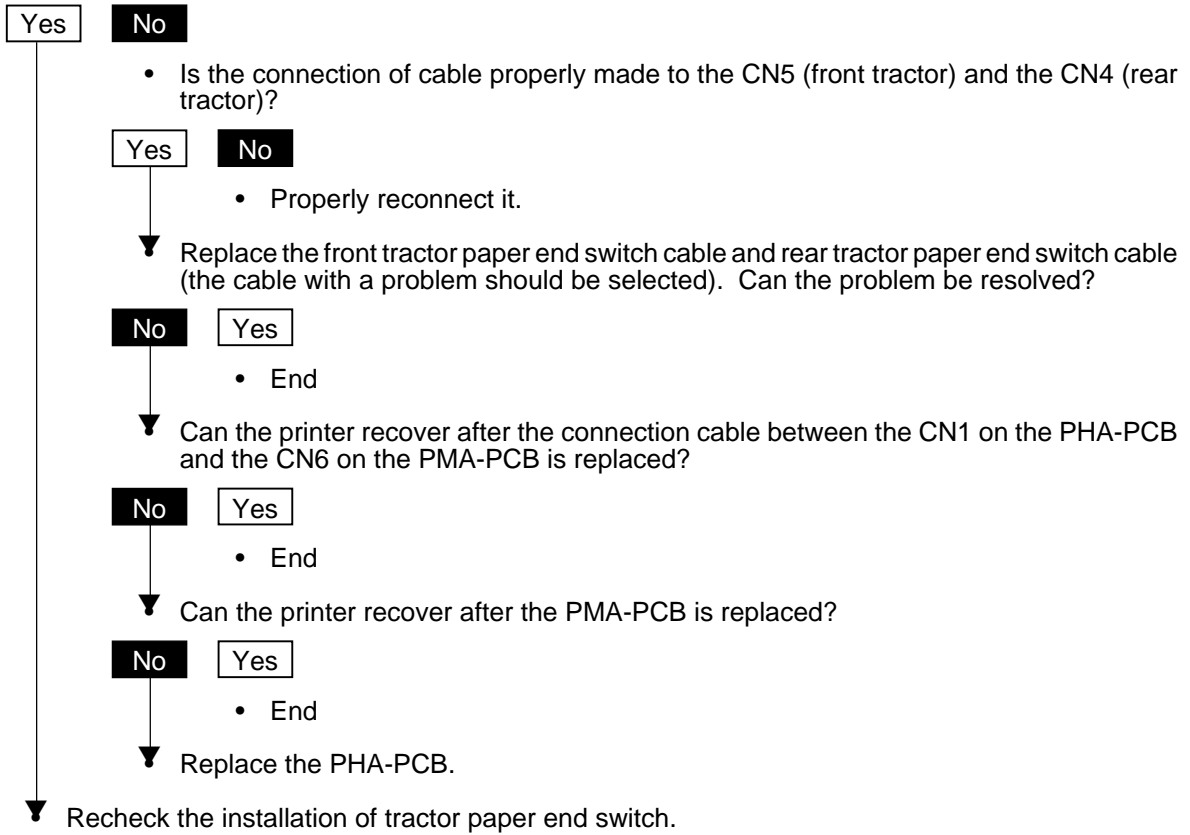 Yes No
• Is the connection of cable properly made to the CN5 (front tractor) and the CN4 (rear
tractor)?
Yes No
• Properly reconnect it.
• Replace the front tractor paper end switch cable and rear tractor paper end switch cable
(the cable with a problem should be selected). Can the problem be resolved?
No Yes
• End
• Can the printer recover after the connection cable between the CN1 on the PHA-PCB
and the CN6 on the PMA-PCB is replaced?
No Yes
• End
• Can the printer recover after the PMA-PCB is replaced?
No Yes
• End
• Replace the PHA-PCB.
• Recheck the installation of tractor paper end switch.